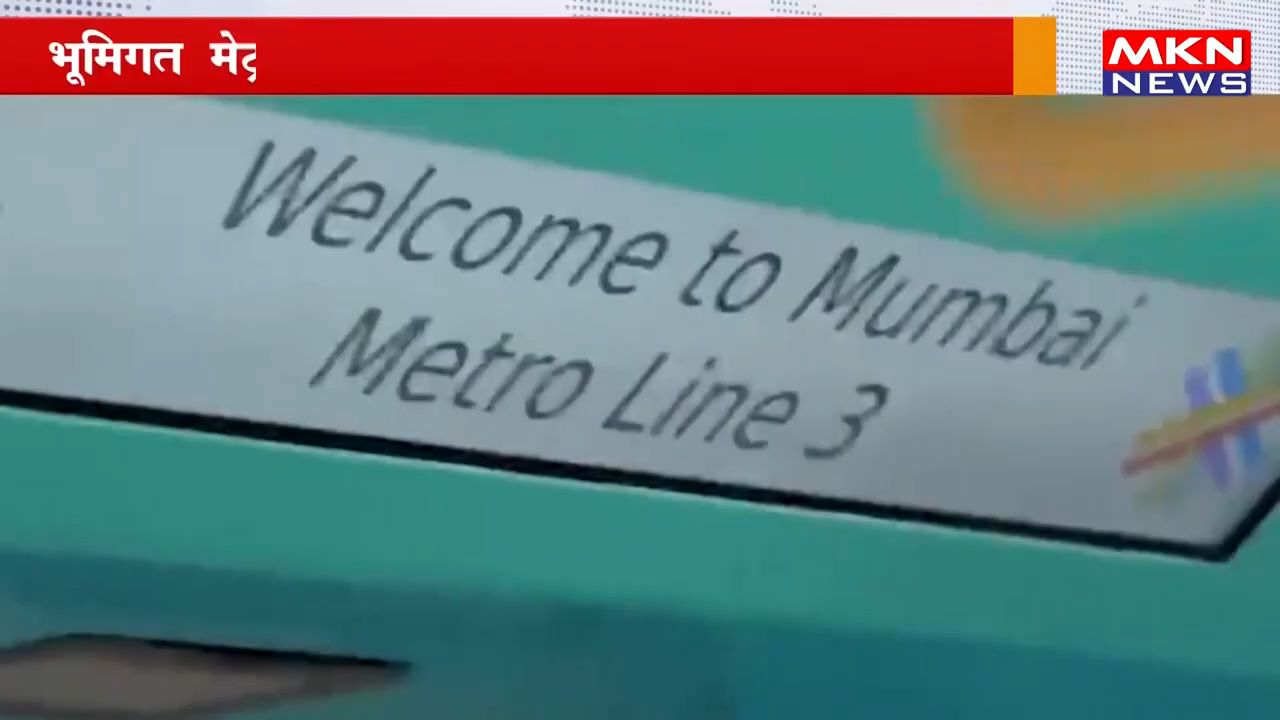 भूमिगत
MKN
NEWS
Welcome to Mumbai
Metro Line 3